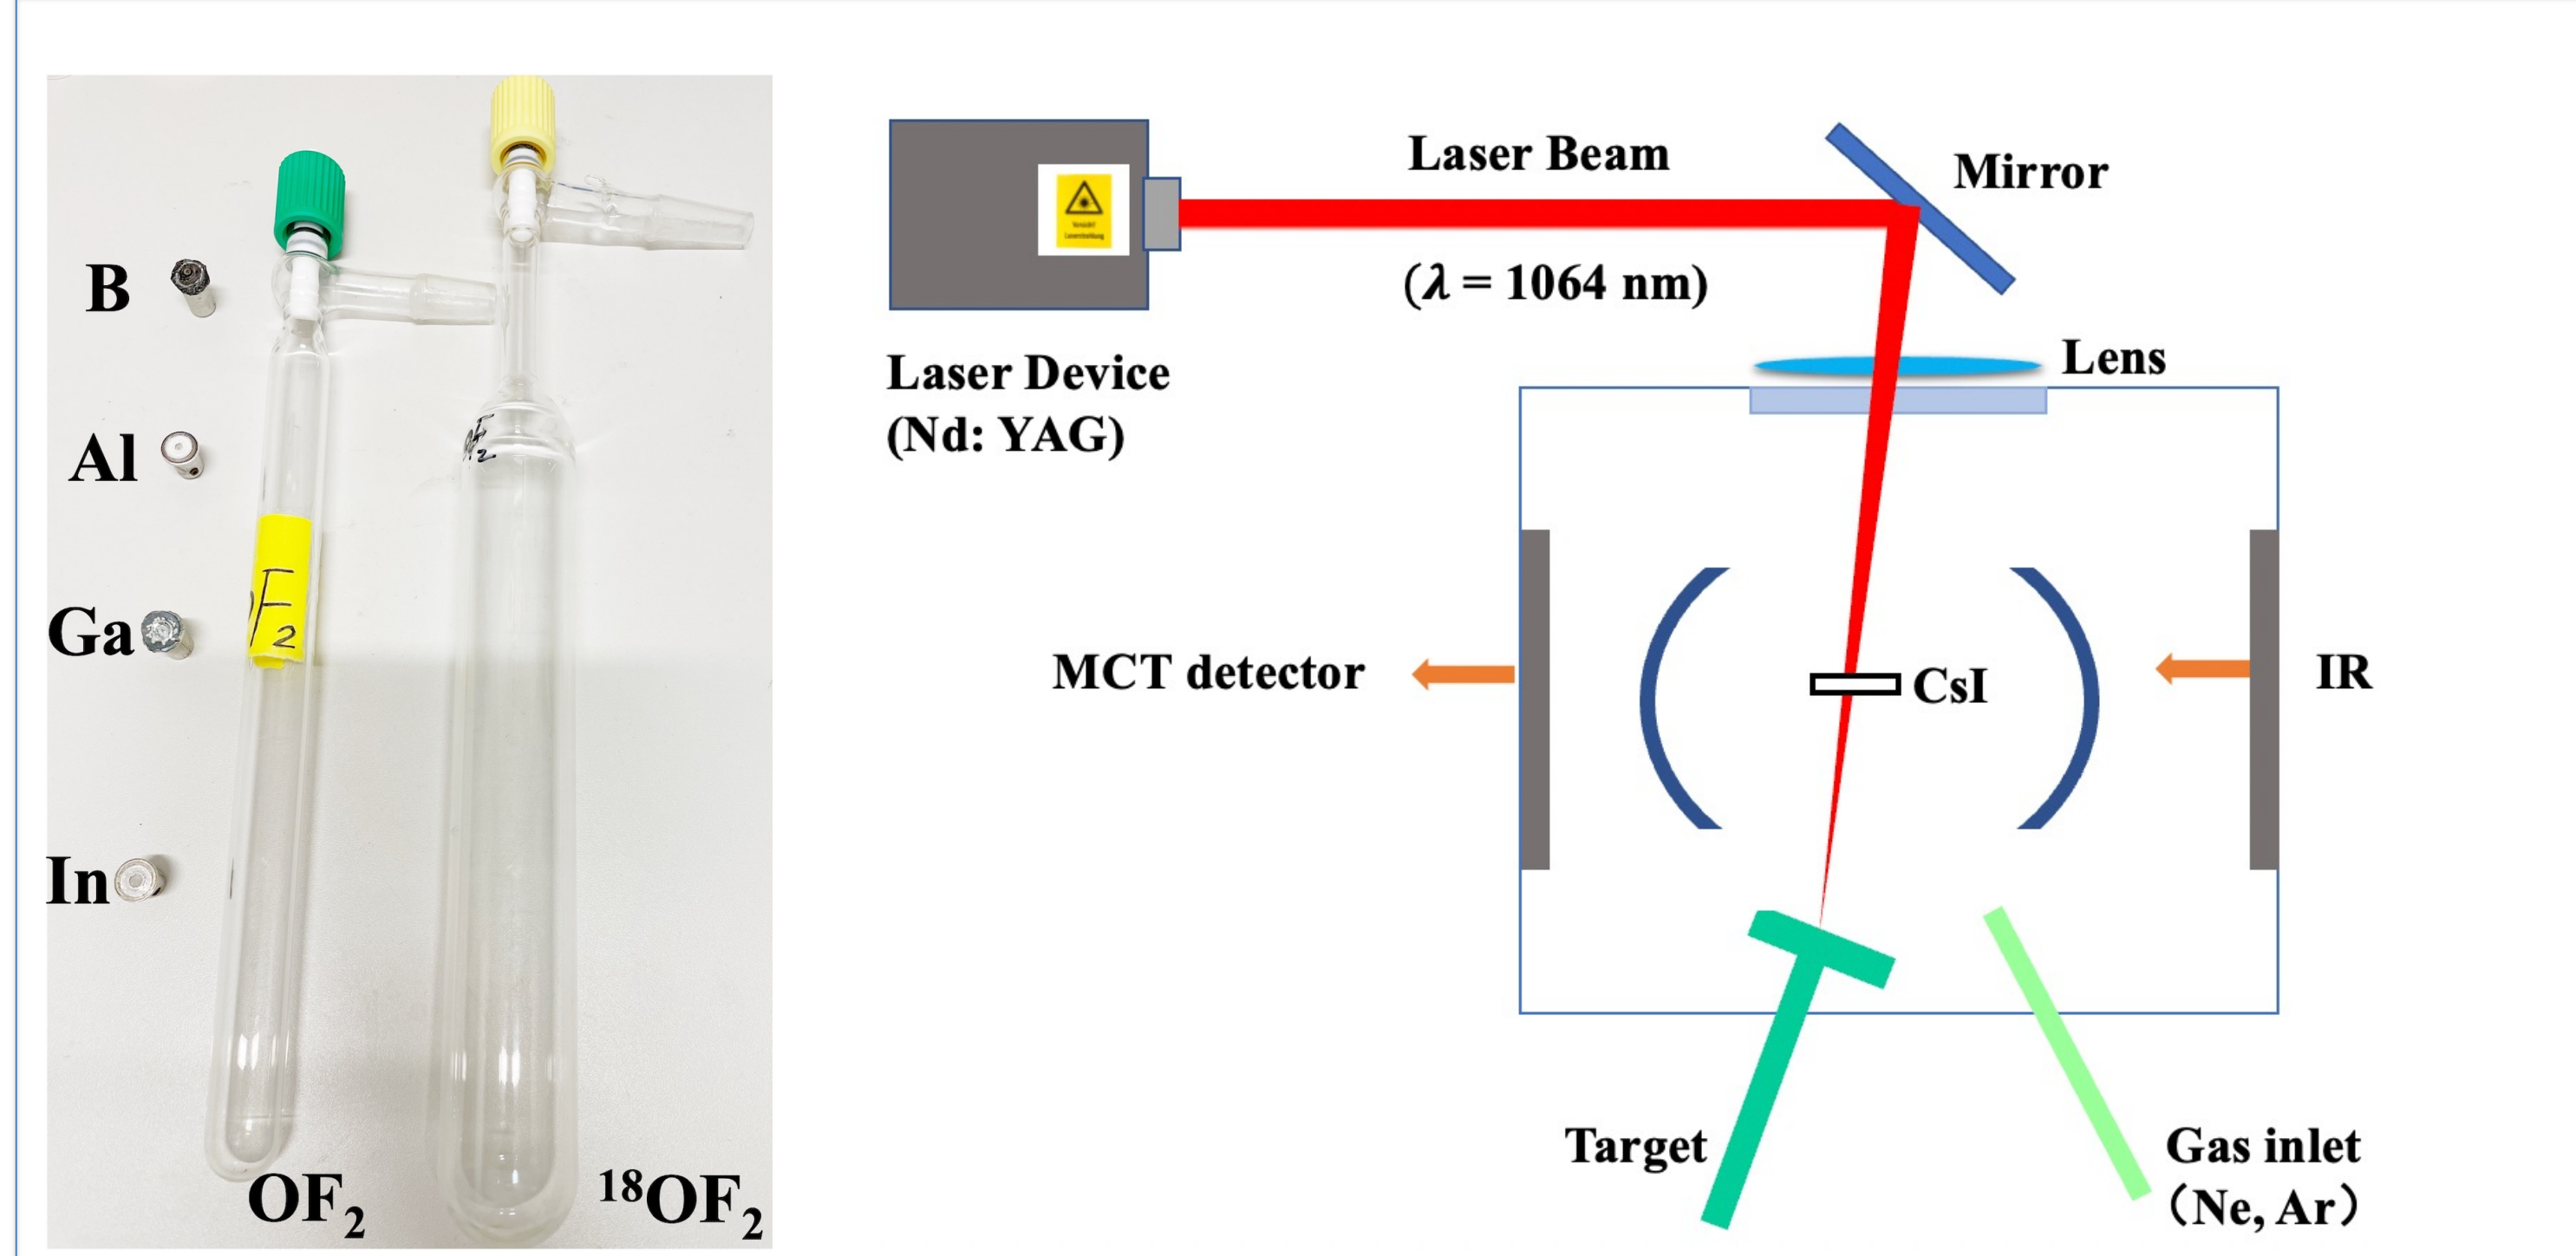 B
Al
Ga
In
F₂
F₂
OF₂
¹⁸OF₂
Laser Beam
(λ = 1064 nm)
Mirror
Lens
Laser Device
(Nd: YAG)
MCT detector
CsI
IR
Target
Gas inlet
(Ne, Ar)